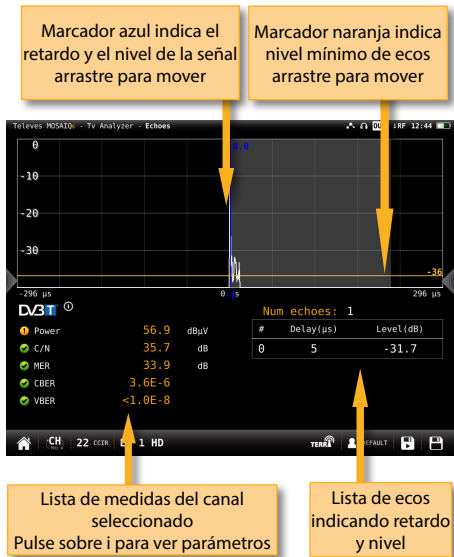 Marcador azul indica el
retardo y el nivel de la señal
arrastre para mover
Marcador naranja indica
nivel mínimo de ecos
arrastre para mover
Televes MOSAIQ6 - Tv Analyzer - Echoes
↓RF 12:44
0
0.0
-10
-20
-30
-36
-296 µs
296 µs
DVB T i
Num echoes: 1
! Power 56.9 dBµV
C/N 35.7 dB
MER 33.9 dB
CBER 3.6E-6
VBER <1.0E-8
# Delay(µs) Level(dB)
0 5 -31.7
CH 22 CCIR 1 HD
TERR DEFAULT
Lista de medidas del canal
seleccionado
Pulse sobre i para ver parámetros
Lista de ecos
indicando retardo
y nivel